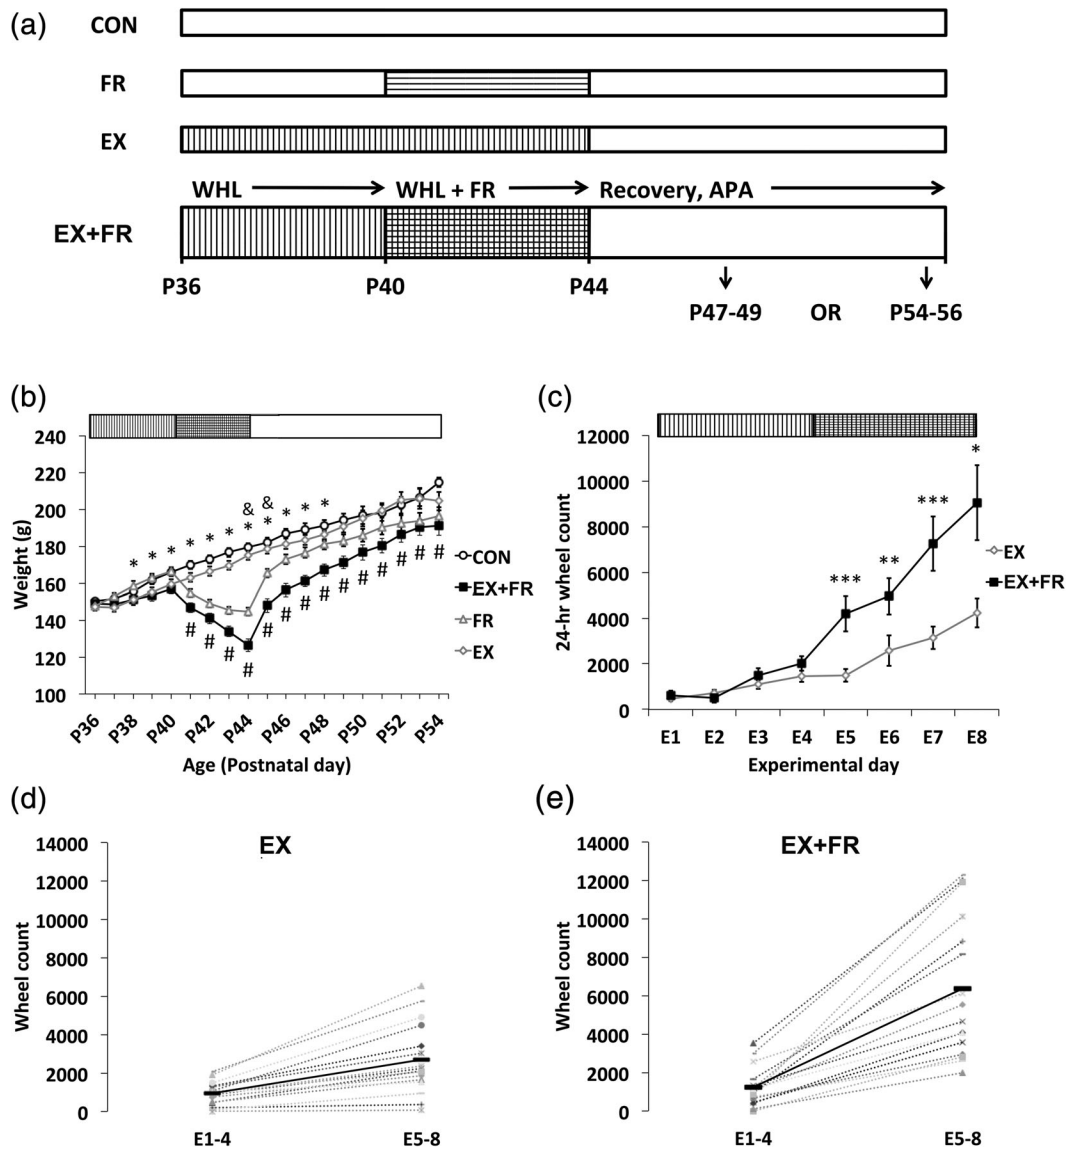 (a)
CON
FR
EX
WHL WHL + FR Recovery, APA
EX+FR
P36 P40 P44
P47-49 OR P54-56
(b)
240
220
200
180
160
140
120
100
Weight (g)
* * * * * * & * & * * * *
# # # # # # # # # # # # # #
CON
EX+FR
FR
EX
P36 P38 P40 P42 P44 P46 P48 P50 P52 P54
Age (Postnatal day)
(c)
12000
10000
8000
6000
4000
2000
0
24-hr wheel count
*** ** *** *
EX
EX+FR
E1 E2 E3 E4 E5 E6 E7 E8
Experimental day
(d)
EX
14000
12000
10000
8000
6000
4000
2000
0
Wheel count
E1-4 E5-8
(e)
EX+FR
14000
12000
10000
8000
6000
4000
2000
0
Wheel count
E1-4 E5-8